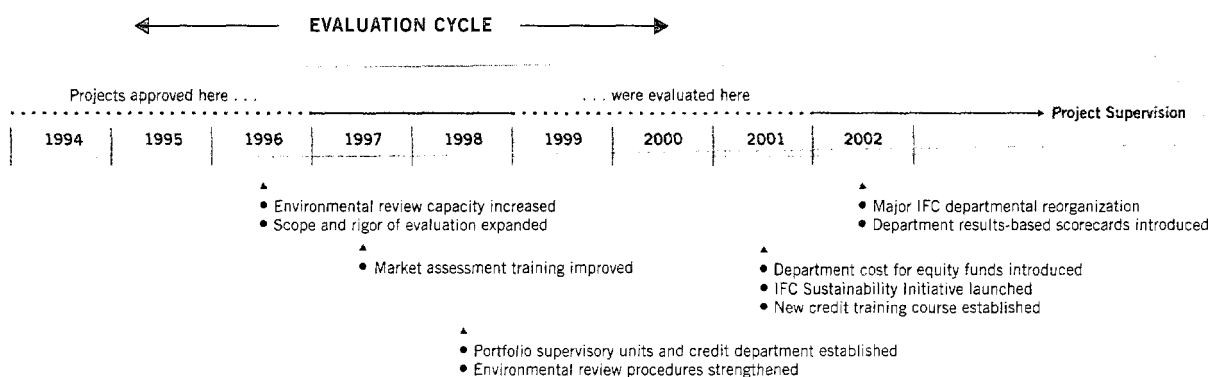 EVALUATION CYCLE
Projects approved here . . .
. . . were evaluated here
Project Supervision
1994 1995 1996 1997 1998 1999 2000 2001 2002
● Environmental review capacity increased
● Scope and rigor of evaluation expanded
● Major IFC departmental reorganization
● Department results-based scorecards introduced
● Market assessment training improved
● Department cost for equity funds introduced
● IFC Sustainability Initiative launched
● New credit training course established
● Portfolio supervisory units and credit department established
● Environmental review procedures strengthened